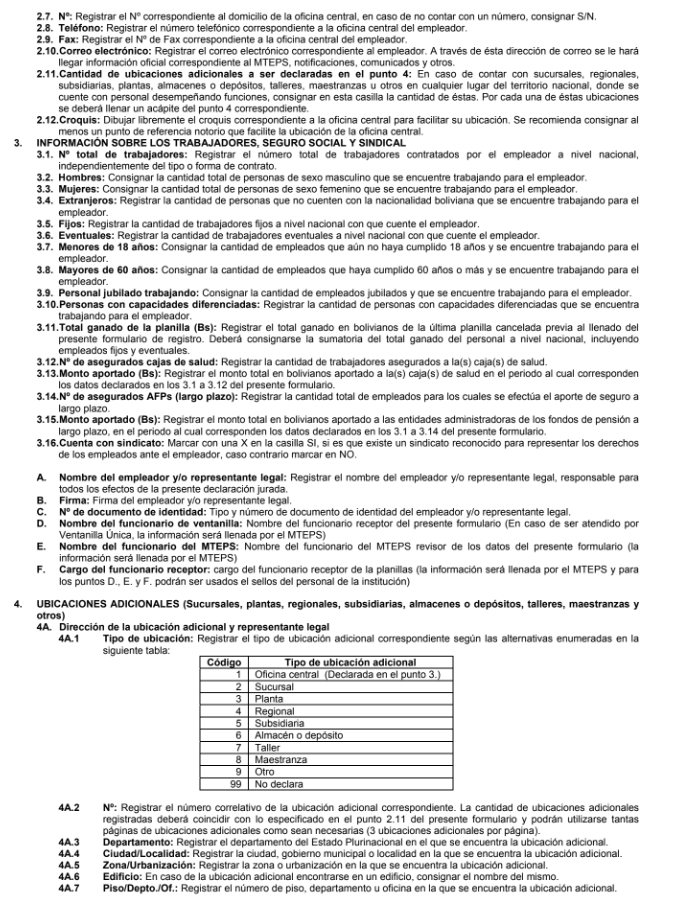 2.7. Nº: Registrar el Nº correspondiente al domicilio de la oficina central, en caso de no contar con un número, consignar S/N.
2.8. Teléfono: Registrar el número telefónico correspondiente a la oficina central del empleador.
2.9. Fax: Registrar el Nº de Fax correspondiente a la oficina central del empleador.
2.10.Correo electrónico: Registrar el correo electrónico correspondiente al empleador. A través de ésta dirección de correo se le hará
llegar información oficial correspondiente al MTEPS, notificaciones, comunicados y otros.
2.11.Cantidad de ubicaciones adicionales a ser declaradas en el punto 4: En caso de contar con sucursales, regionales,
subsidiarias, plantas, almacenes o depósitos, talleres, maestranzas u otros en cualquier lugar del territorio nacional, donde se
cuente con personal desempeñando funciones, consignar en esta casilla la cantidad de éstas. Por cada una de éstas ubicaciones
se deberá llenar un acápite del punto 4 correspondiente.
2.12.Croquis: Dibujar libremente el croquis correspondiente a la oficina central para facilitar su ubicación. Se recomienda consignar al
menos un punto de referencia notorio que facilite la ubicación de la oficina central.
3. INFORMACIÓN SOBRE LOS TRABAJADORES, SEGURO SOCIAL Y SINDICAL
3.1. Nº total de trabajadores: Registrar el número total de trabajadores contratados por el empleador a nivel nacional,
independientemente del tipo o forma de contrato.
3.2. Hombres: Consignar la cantidad total de personas de sexo masculino que se encuentre trabajando para el empleador.
3.3. Mujeres: Consignar la cantidad total de personas de sexo femenino que se encuentre trabajando para el empleador.
3.4. Extranjeros: Registrar la cantidad de personas que no cuenten con la nacionalidad boliviana que se encuentre trabajando para el
empleador.
3.5. Fijos: Registrar la cantidad de trabajadores fijos a nivel nacional con que cuente el empleador.
3.6. Eventuales: Registrar la cantidad de trabajadores eventuales a nivel nacional con que cuente el empleador.
3.7. Menores de 18 años: Consignar la cantidad de empleados que aún no haya cumplido 18 años y se encuentre trabajando para el
empleador.
3.8. Mayores de 60 años: Consignar la cantidad de empleados que haya cumplido 60 años o más y se encuentre trabajando para el
empleador.
3.9. Personal jubilado trabajando: Consignar la cantidad de empleados jubilados y que se encuentre trabajando para el empleador.
3.10.Personas con capacidades diferenciadas: Registrar la cantidad de personas con capacidades diferenciadas que se encuentra
trabajando para el empleador.
3.11.Total ganado de la planilla (Bs): Registrar el total ganado en bolivianos de la última planilla cancelada previa al llenado del
presente formulario de registro. Deberá consignarse la sumatoria del total ganado del personal a nivel nacional, incluyendo
empleados fijos y eventuales.
3.12.Nº de asegurados cajas de salud: Registrar la cantidad de trabajadores asegurados a la(s) caja(s) de salud.
3.13.Monto aportado (Bs): Registrar el monto total en bolivianos aportado a la(s) caja(s) de salud en el periodo al cual corresponden
los datos declarados en los 3.1 a 3.12 del presente formulario.
3.14.Nº de asegurados AFPs (largo plazo): Registrar la cantidad total de empleados para los cuales se efectúa el aporte de seguro a
largo plazo.
3.15.Monto aportado (Bs): Registrar el monto total en bolivianos aportado a las entidades administradoras de los fondos de pensión a
largo plazo, en el periodo al cual corresponden los datos declarados en los 3.1 a 3.14 del presente formulario.
3.16.Cuenta con sindicato: Marcar con una X en la casilla SI, si es que existe un sindicato reconocido para representar los derechos
de los empleados ante el empleador, caso contrario marcar en NO.
A. Nombre del empleador y/o representante legal: Registrar el nombre del empleador y/o representante legal, responsable para
todos los efectos de la presente declaración jurada.
B. Firma: Firma del empleador y/o representante legal.
C. Nº de documento de identidad: Tipo y número de documento de identidad del empleador y/o representante legal.
D. Nombre del funcionario de ventanilla: Nombre del funcionario receptor del presente formulario (En caso de ser atendido por
Ventanilla Única, la información será llenada por el MTEPS)
E. Nombre del funcionario del MTEPS: Nombre del funcionario del MTEPS revisor de los datos del presente formulario (la
información será llenada por el MTEPS)
F. Cargo del funcionario receptor: cargo del funcionario receptor de la planillas (la información será llenada por el MTEPS y para
los puntos D., E. y F. podrán ser usados el sellos del personal de la institución)
4. UBICACIONES ADICIONALES (Sucursales, plantas, regionales, subsidiarias, almacenes o depósitos, talleres, maestranzas y
otros)
4A. Dirección de la ubicación adicional y representante legal
4A.1 Tipo de ubicación: Registrar el tipo de ubicación adicional correspondiente según las alternativas enumeradas en la
siguiente tabla:
Código Tipo de ubicación adicional
1 Oficina central (Declarada en el punto 3.)
2 Sucursal
3 Planta
4 Regional
5 Subsidiaria
6 Almacén o depósito
7 Taller
8 Maestranza
9 Otro
99 No declara
4A.2 Nº: Registrar el número correlativo de la ubicación adicional correspondiente. La cantidad de ubicaciones adicionales
registradas deberá coincidir con lo especificado en el punto 2.11 del presente formulario y podrán utilizarse tantas
páginas de ubicaciones adicionales como sean necesarias (3 ubicaciones adicionales por página).
4A.3 Departamento: Registrar el departamento del Estado Plurinacional en el que se encuentra la ubicación adicional.
4A.4 Ciudad/Localidad: Registrar la ciudad, gobierno municipal o localidad en la que se encuentra la ubicación adicional.
4A.5 Zona/Urbanización: Registrar la zona o urbanización en la que se encuentra la ubicación adicional.
4A.6 Edificio: En caso de la ubicación adicional encontrarse en un edificio, consignar el nombre del mismo.
4A.7 Piso/Depto./Of.: Registrar el número de piso, departamento u oficina en la que se encuentra la ubicación adicional.